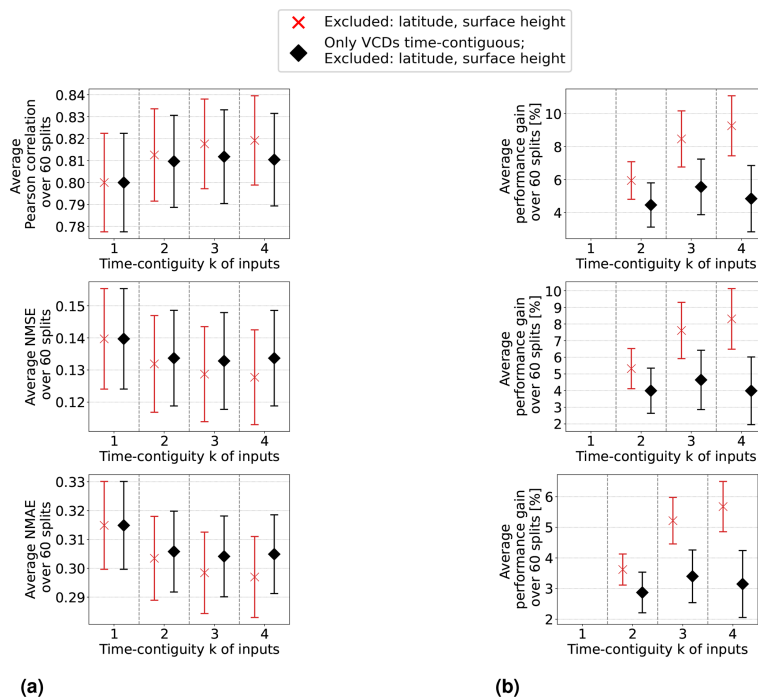 Excluded: latitude, surface height
Only VCDs time-contiguous;
Excluded: latitude, surface height
Average
Pearson correlation
over 60 splits
0.84
0.83
0.82
0.81
0.80
0.79
0.78
1 2 3 4
Time-contiguity k of inputs
Average NMSE
over 60 splits
0.15
0.14
0.13
0.12
1 2 3 4
Time-contiguity k of inputs
Average NMAE
over 60 splits
0.33
0.32
0.31
0.30
0.29
1 2 3 4
Time-contiguity k of inputs
(a)
Average
performance gain
over 60 splits [%]
10
8
6
4
1 2 3 4
Time-contiguity k of inputs
Average
performance gain
over 60 splits [%]
10
9
8
7
6
5
4
3
2
1 2 3 4
Time-contiguity k of inputs
Average
performance gain
over 60 splits [%]
6
5
4
3
2
1 2 3 4
Time-contiguity k of inputs
(b)